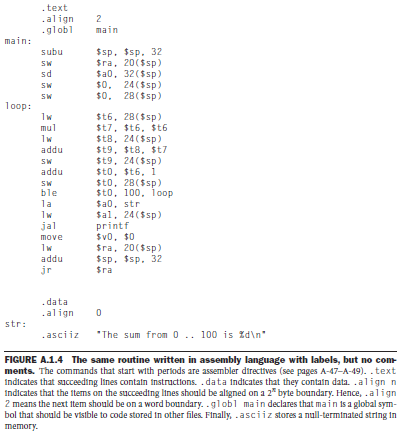 .text
.align 2
.globl main
main:
subu $sp, $sp, 32
sw $ra, 20($sp)
sd $a0, 32($sp)
sw $0, 24($sp)
sw $0, 28($sp)
loop:
lw $t6, 28($sp)
mul $t7, $t6, $t6
lw $t8, 24($sp)
addu $t9, $t8, $t7
sw $t9, 24($sp)
addu $t0, $t6, 1
sw $t0, 28($sp)
ble $t0, 100, loop
la $a0, str
lw $a1, 24($sp)
jal printf
move $v0, $0
lw $ra, 20($sp)
addu $sp, $sp, 32
jr $ra
.data
.align 0
str:
.asciiz "The sum from 0 .. 100 is %d\n"
FIGURE A.1.4 The same routine written in assembly language with labels, but no com-
ments. The commands that start with periods are assembler directives (see pages A-47–A-49). .text
indicates that succeeding lines contain instructions. .data indicates that they contain data. .align n
indicates that the items on the succeeding lines should be aligned on a 2ⁿ byte boundary. Hence, .align
2 means the next item should be on a word boundary. .globl main declares that main is a global sym-
bol that should be visible to code stored in other files. Finally, .asciiz stores a null-terminated string in
memory.